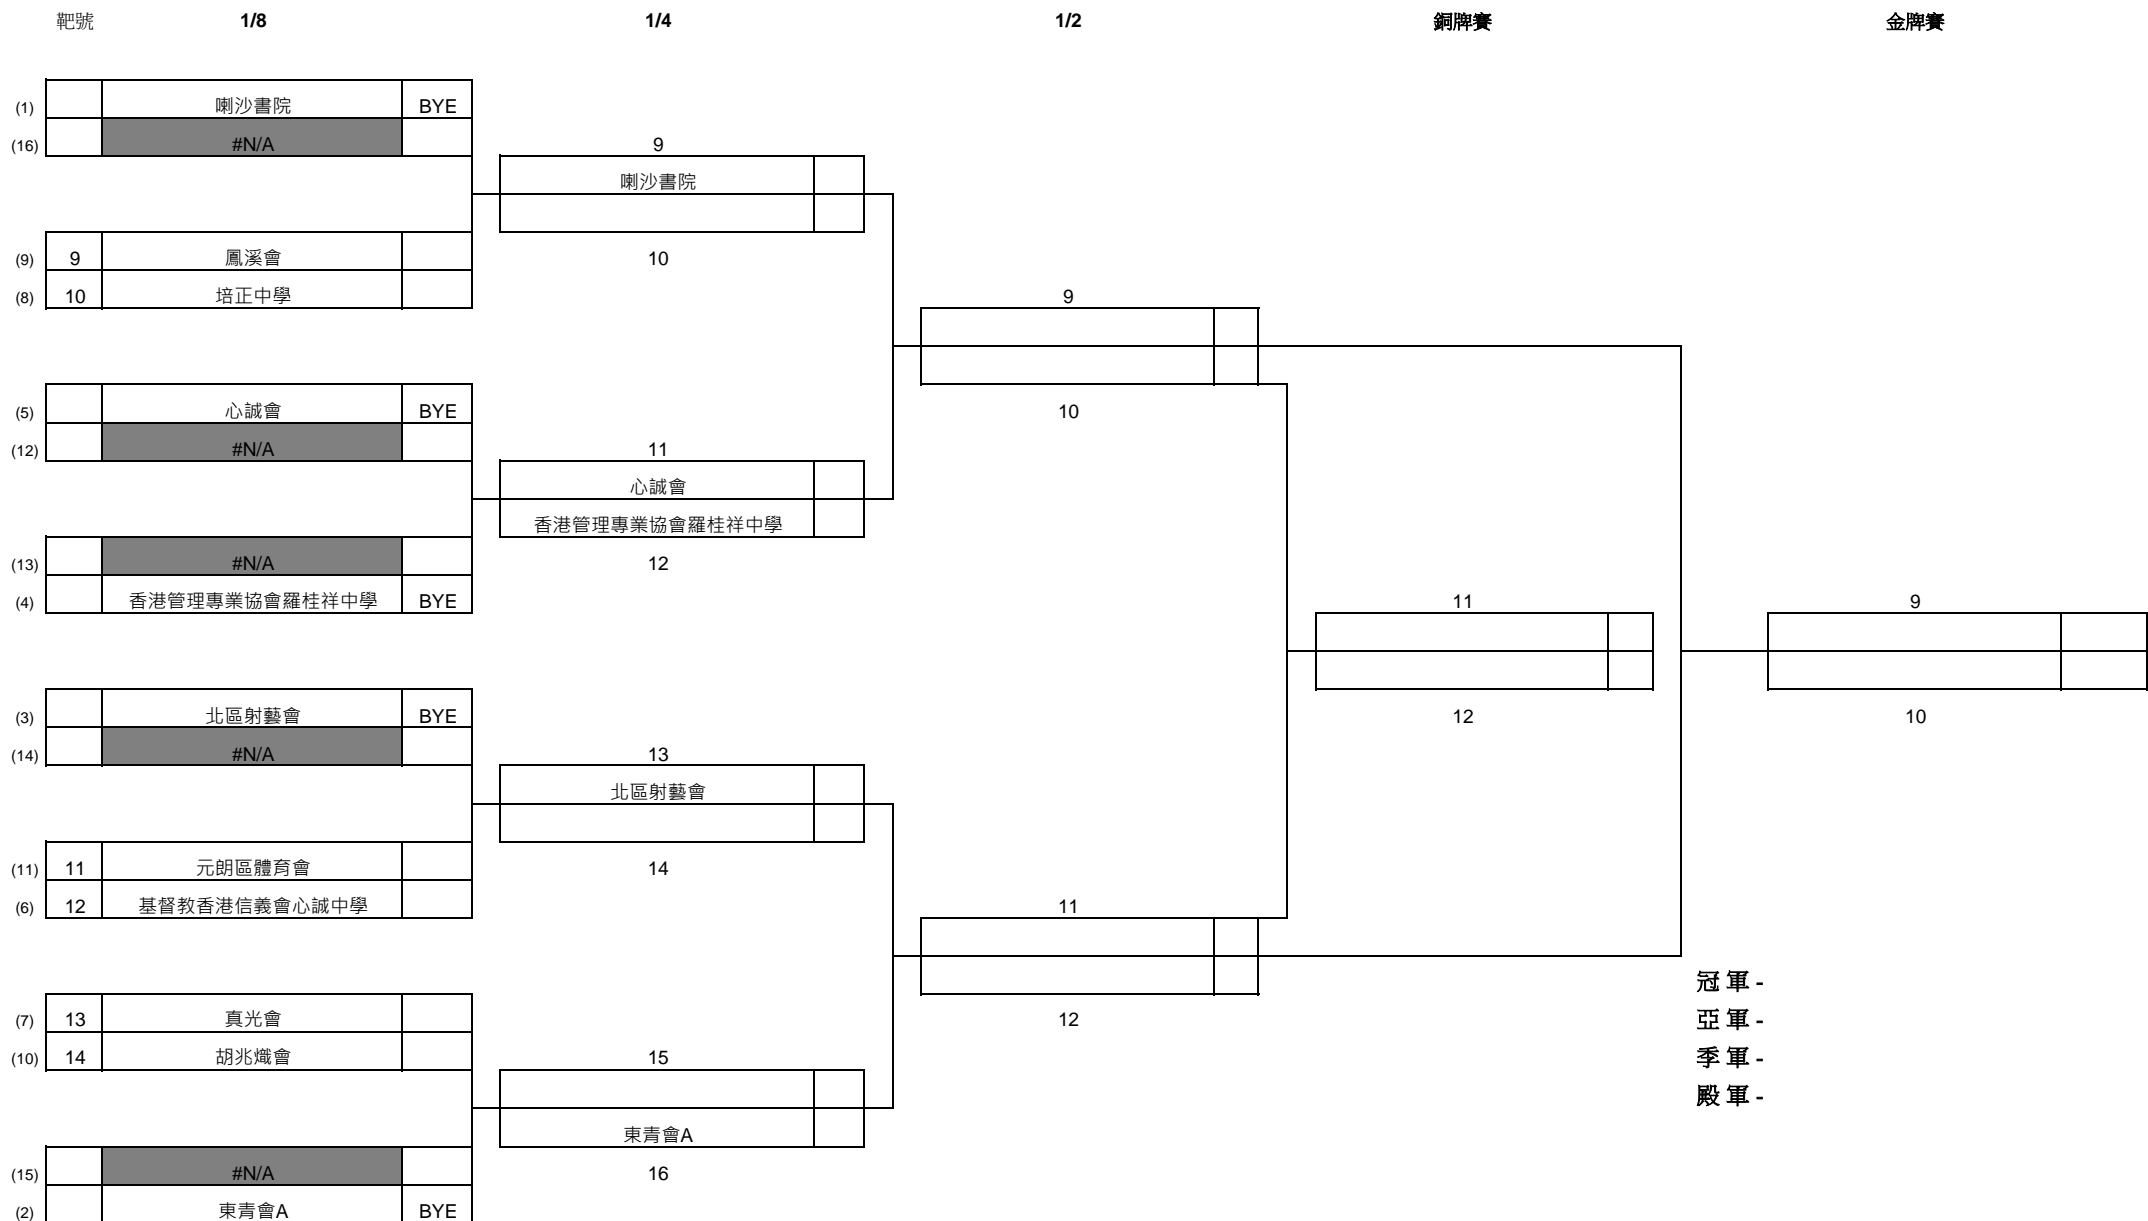 靶號 1/8 1/4 1/2 銅牌賽 金牌賽
(1) 喇沙書院 BYE
(16) #N/A 9
喇沙書院
(9) 9 鳳溪會 10
(8) 10 培正中學 9
(5) 心誠會 BYE 10
(12) #N/A 11
心誠會
香港管理專業協會羅桂祥中學
(13) #N/A 12
(4) 香港管理專業協會羅桂祥中學 BYE 11 9
(3) 北區射藝會 BYE 12 10
(14) #N/A 13
北區射藝會
(11) 11 元朗區體育會 14
(6) 12 基督教香港信義會心誠中學 11
冠 軍 -
(7) 13 真光會 12 亞 軍 -
(10) 14 胡兆熾會 15 季 軍 -
殿 軍 -
東青會A
(15) #N/A 16
(2) 東青會A BYE